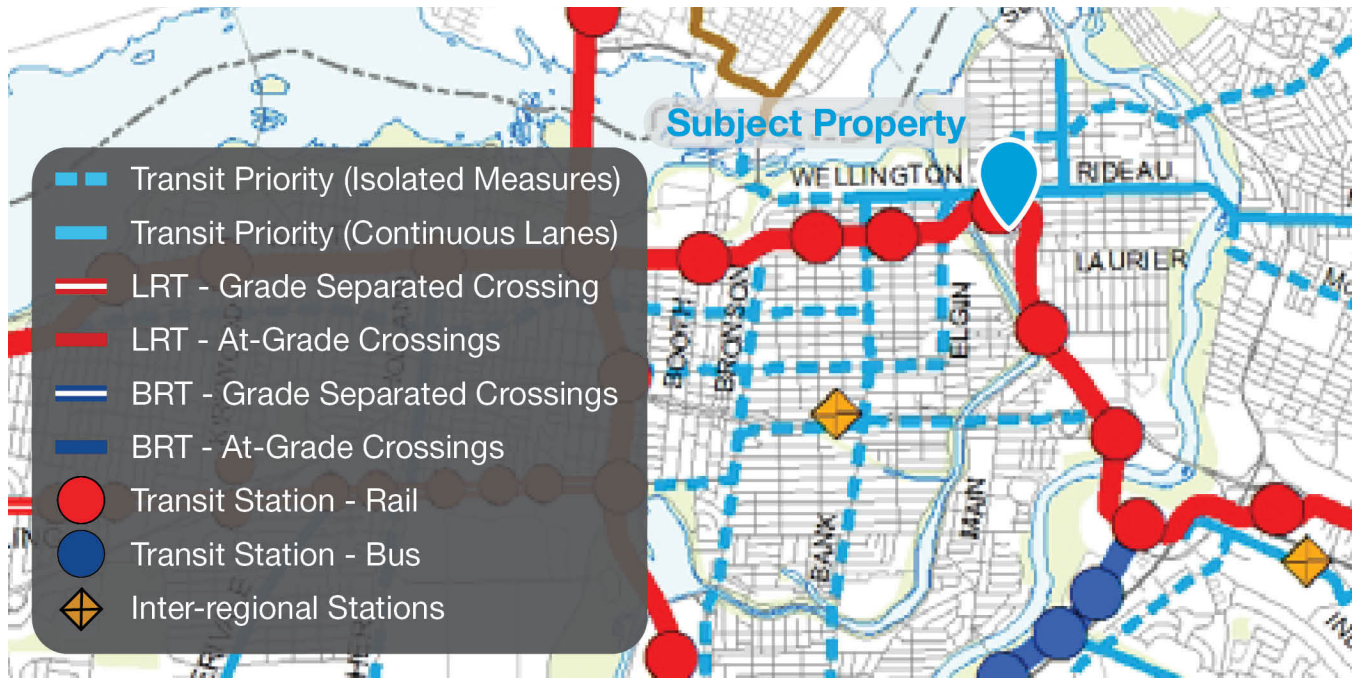 Subject Property
WELLINGTON
RIDEAU
LAURIER
ELGIN
BOOTH
BRONSON
MAIN
BANK
Transit Priority (Isolated Measures)
Transit Priority (Continuous Lanes)
LRT - Grade Separated Crossing
LRT - At-Grade Crossings
BRT - Grade Separated Crossings
BRT - At-Grade Crossings
Transit Station - Rail
Transit Station - Bus
Inter-regional Stations